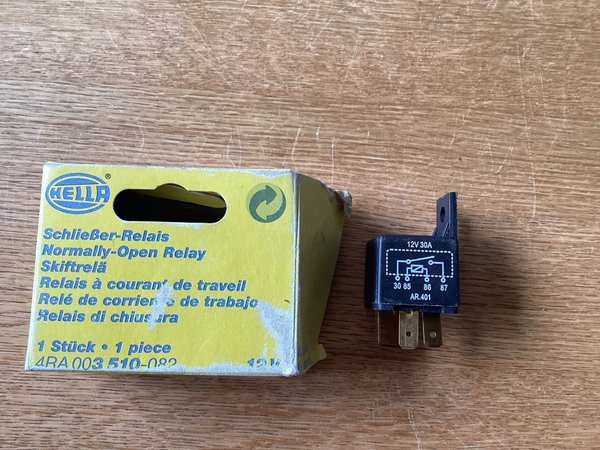 HELLA
Schließer-Relais
Normally-Open Relay
Skiftrelä
Relais à courant de traveil
Relé de corriente de trabajo
Relais di chiusura
1 Stück • 1 piece
4RA 003 510-082
12V 30A
30 85 86 87
AR.401